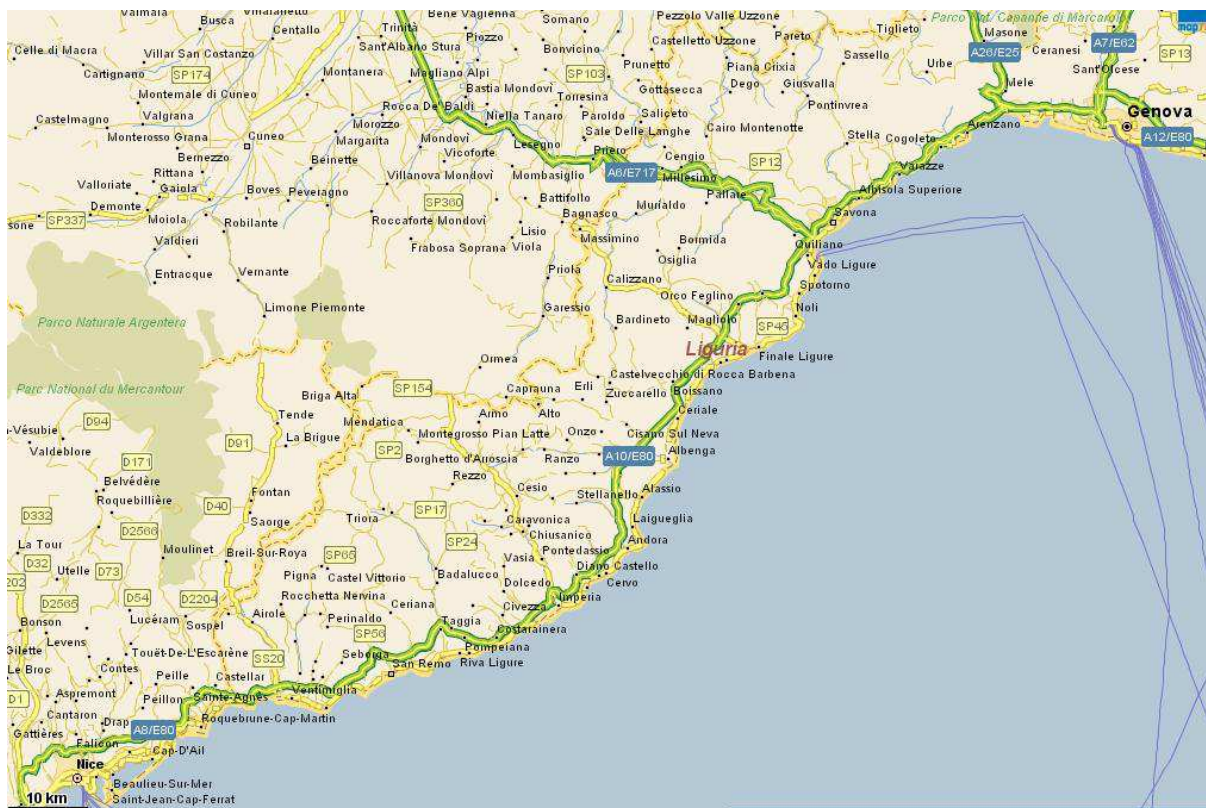 Valmala
Busca
Villafalletto
Centallo
Trinità
Bene Vagienna
Somano
Pezzolo Valle Uzzone
Tiglieto
Parco Nat. Capanne di Marcarolo
Masone
A7/E62
map
Celle di Macra
Villar San Costanzo
Sant'Albano Stura
Piozzo
Bonvicino
Castelletto Uzzone
Pareto
A26/E25
Ceranesi
SP13
Cartignano
SP174
Montanera
Magliano Alpi
SP103
Prunetto
Piana Crixia
Sassello
Urbe
Sant'Olcese
Montemale di Cuneo
Bastia Mondovì
Gottasecca
Dego
Giusvalla
Mele
Valgrana
Rocca De' Baldi
Torresina
Pontinvrea
Castelmagno
Morozzo
Niella Tanaro
Paroldo
Saliceto
Genova
Monterosso Grana
Cuneo
Margarita
Mondovì
Sale Delle Langhe
Cairo Montenotte
Stella
Cogoleto
Arenzano
A12/E80
Bernezzo
Beinette
Vicoforte
Lesegno
Priero
Cengio
SP12
Rittana
A6/E717
Millesimo
Varazze
Valloriate
Gaiola
Boves
Peveragno
Villanova Mondovì
Mombasiglio
Pallare
Albisola Superiore
Demonte
SP360
Battifollo
Murialdo
SP337
Moiola
Robilante
Roccaforte Mondovì
Bagnasco
Savona
Valdieri
Frabosa Soprana
Lisio
Viola
Massimino
Bormida
Quiliano
Osiglia
Vado Ligure
Entracque
Vernante
Priola
Calizzano
Spotorno
Limone Piemonte
Garessio
Orco Feglino
Noli
Parco Naturale Argentera
Bardineto
Magliolo
SP45
Liguria
Finale Ligure
Ormea
Castelvecchio di Rocca Barbena
Parc National du Mercantour
SP154
Caprauna
Erli
Zuccarello
Boissano
Briga Alta
D94
Tende
Armo
Alto
Ceriale
Mendatica
Valdeblore
D91
La Brigue
Montegrosso Pian Latte
Onzo
Cisano Sul Neva
SP2
D171
Borghetto d'Arroscia
Ranzo
A10/E80
Albenga
Belvédère
Rezzo
Roquebillière
Fontan
Cesio
Stellanello
Alassio
D332
D40
Saorge
Triora
SP17
Caravonica
Laigueglia
D2566
Chiusanico
La Tour
Moulinet
Breil-Sur-Roya
SP65
SP24
Vasia
Pontedassio
Andora
D32
Utelle
D73
Pigna
Castel Vittorio
Badalucco
Dolcedo
Diano Castello
Cervo
202
D2565
D54
D2204
Rocchetta Nervina
Ceriana
Civezza
Imperia
Bonson
Lucéram
Sospel
Airole
Perinaldo
Taggia
Costarainera
Levens
SP56
Gilette
Touët-De-L'Escarène
Seborga
Pompeiana
Le Broc
Contes
SS20
San Remo
Riva Ligure
Peille
Castellar
D1
Aspremont
Peillon
Sainte-Agnès
Ventimiglia
Cantaron
Drap
Roquebrune-Cap-Martin
Gattières
A8/E80
Falicon
Cap-D'Ail
Nice
Beaulieu-Sur-Mer
10 km
Saint-Jean-Cap-Ferrat